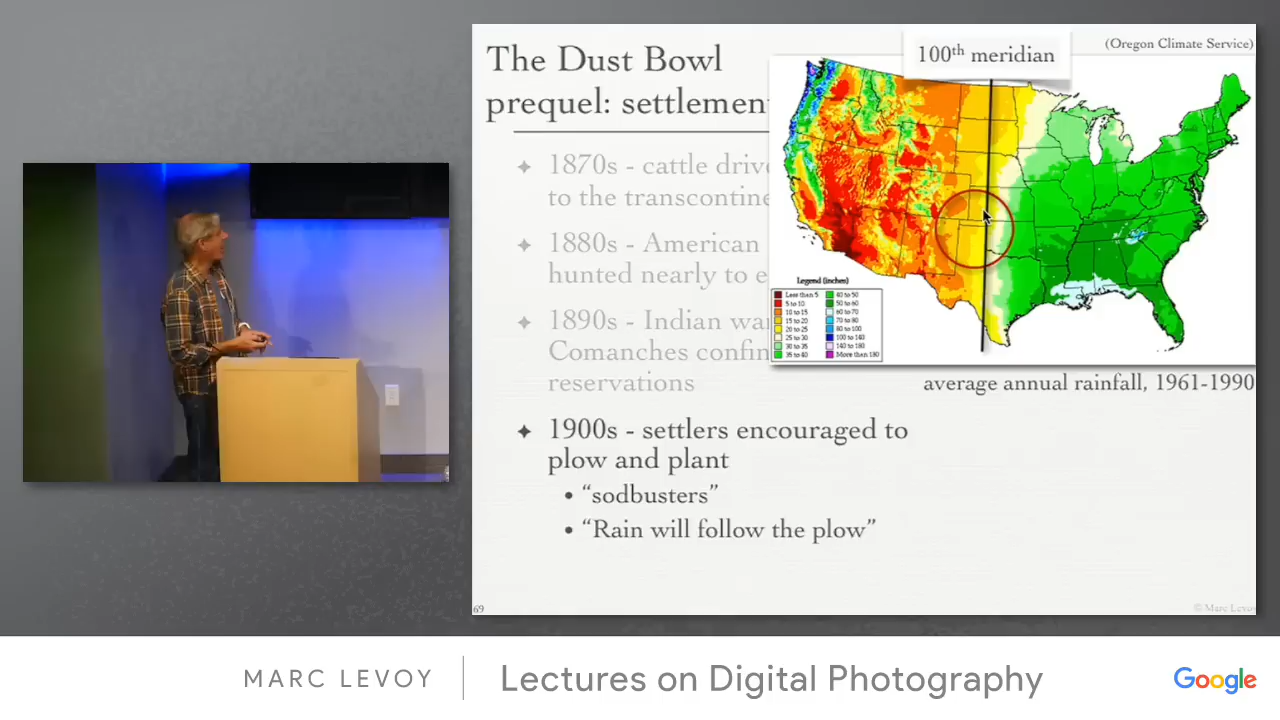 The Dust Bowl
prequel: settlemen
100th meridian
(Oregon Climate Service)
1870s - cattle driv
to the transcontine
1880s - American
hunted nearly to e
1890s - Indian wa
Comanches confin
reservations
Legend (inches)
Less than 5
5 to 10
10 to 15
15 to 20
20 to 25
25 to 30
30 to 35
35 to 40
40 to 50
50 to 60
60 to 70
70 to 80
80 to 100
100 to 140
140 to 180
More than 180
average annual rainfall, 1961-1990
1900s - settlers encouraged to
plow and plant
• “sodbusters”
• “Rain will follow the plow”
69
© Marc Levoy
MARC LEVOY
Lectures on Digital Photography
Google